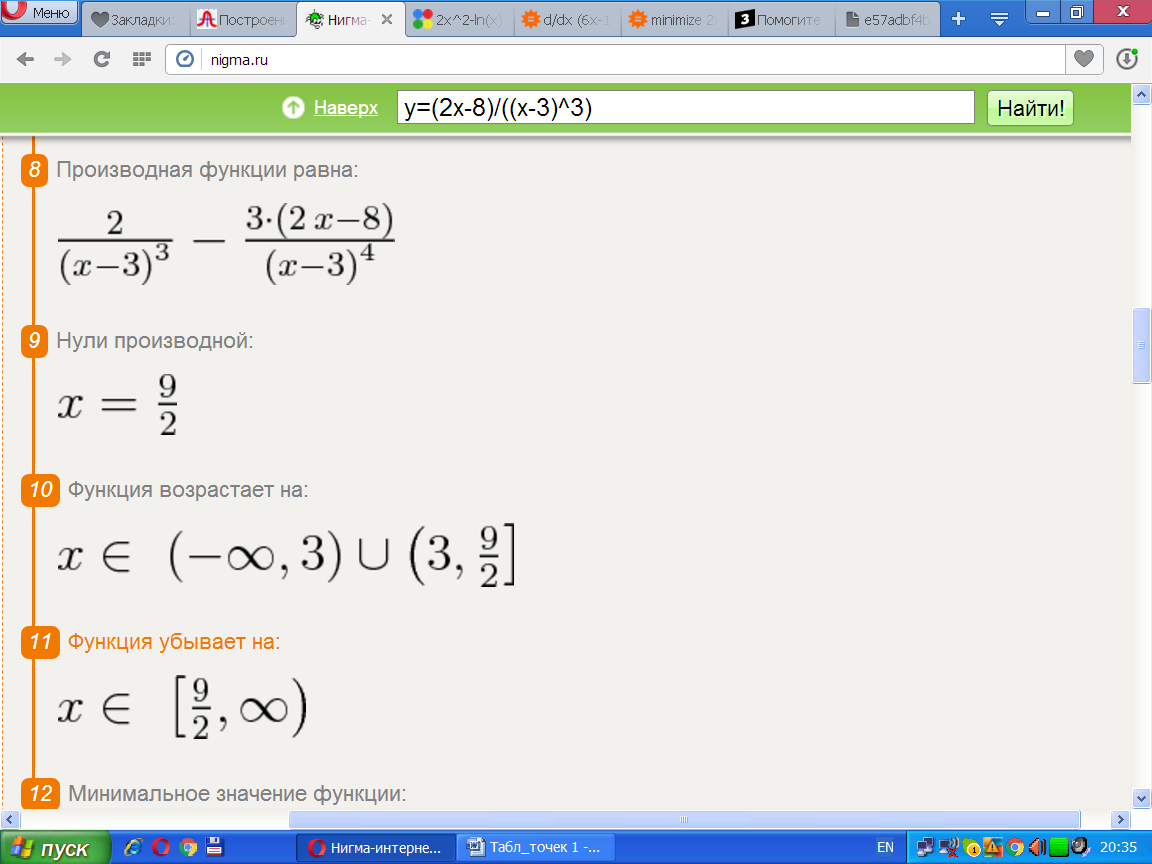 Меню
Закладки
Построен
Нигма-
2x^2-ln(x)
d/dx (6x-1
minimize 2
Помогите
e57adbf4b
nigma.ru
Наверх
y=(2x-8)/((x-3)^3)
Найти!
8 Производная функции равна:
2/(x−3)^3 − 3·(2x−8)/(x−3)^4
9 Нули производной:
x = 9/2
10 Функция возрастает на:
x ∈ (−∞, 3) ∪ (3, 9/2]
11 Функция убывает на:
x ∈ [9/2, ∞)
12 Минимальное значение функции:
пуск
Нигма-интерне...
Табл_точек 1 -...
EN
20:35